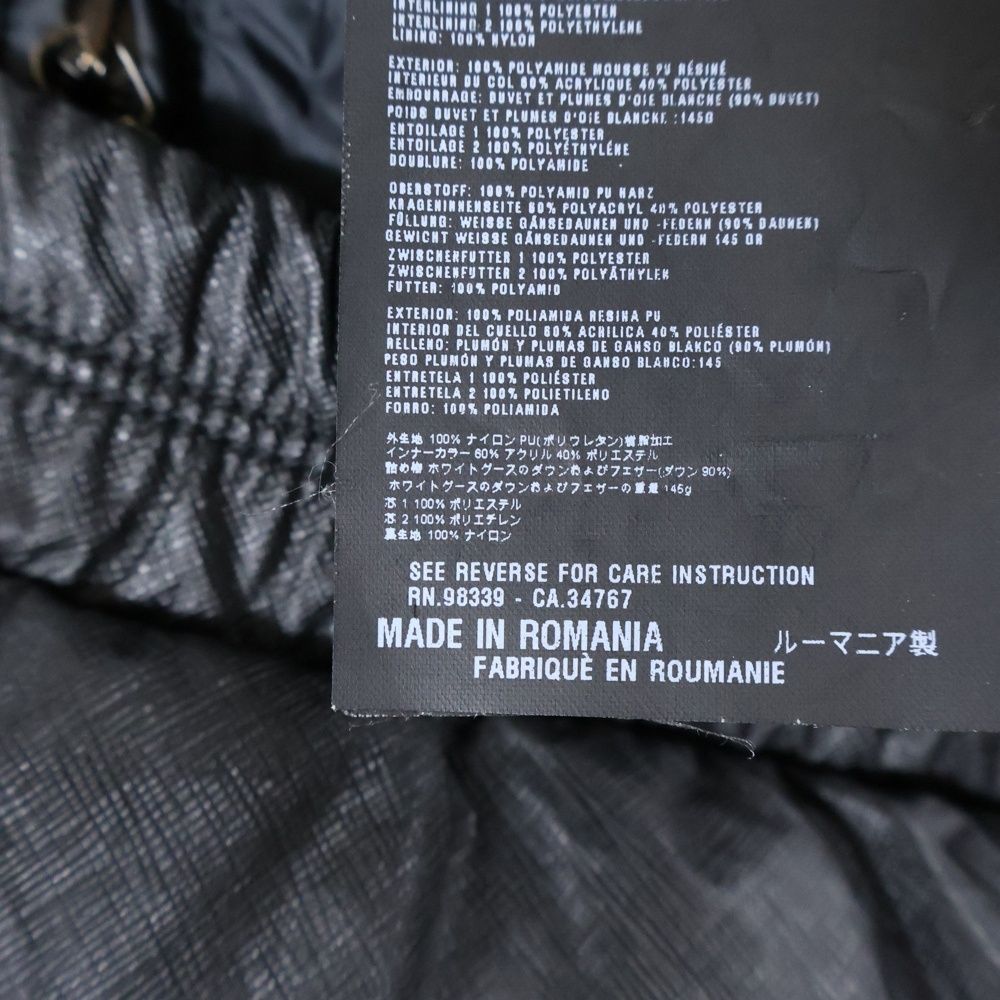 INTERLINING 1 100% POLYESTER
INTERLINING 2 100% POLYETHYLENE
LINING: 100% NYLON
EXTERIOR: 100% POLYAMIDE MOUSSE PU RÉSINÉ
INTERIEUR DU COL 60% ACRYLIQUE 40% POLYESTER
EMBOURRAGE: DUVET ET PLUMES D'OIE BLANCHE (90% DUVET)
POIDS DUVET ET PLUMES D'OIE BLANCHE :145G
ENTOILAGE 1 100% POLYESTER
ENTOILAGE 2 100% POLYÉTHYLÉNE
DOUBLURE: 100% POLYAMIDE
OBERSTOFF: 100% POLYAMID PU HARZ
KRAGENINNENSEITE 60% POLYACRYL 40% POLYESTER
FÜLLUNG: WEISSE GÄNSEDAUNEN UND -FEDERN (90% DAUNEN)
GEWICHT WEISSE GÄNSEDAUNEN UND -FEDERN 145 GR
ZWISCHENFUTTER 1 100% POLYESTER
ZWISCHENFUTTER 2 100% POLYÄTHYLEN
FUTTER: 100% POLYAMID
EXTERIOR: 100% POLIAMIDA RESINA PU
INTERIOR DEL CUELLO 60% ACRILICA 40% POLIÉSTER
RELLENO: PLUMÓN Y PLUMAS DE GANSO BLANCO (90% PLUMÓN)
PESO PLUMÓN Y PLUMAS DE GANSO BLANCO:145
ENTRETELA 1 100% POLIÉSTER
ENTRETELA 2 100% POLIETILENO
FORRO: 100% POLIAMIDA
外生地 100% ナイロン PU(ポリウレタン)樹脂加工
インナーカラー 60% アクリル 40% ポリエステル
詰め物 ホワイトグースのダウンおよびフェザー(ダウン 90%)
ホワイトグースのダウンおよびフェザーの重量 145g
芯 1 100% ポリエステル
芯 2 100% ポリエチレン
裏生地 100% ナイロン
SEE REVERSE FOR CARE INSTRUCTION
RN.98339 - CA.34767
MADE IN ROMANIA ルーマニア製
FABRIQUÈ EN ROUMANIE